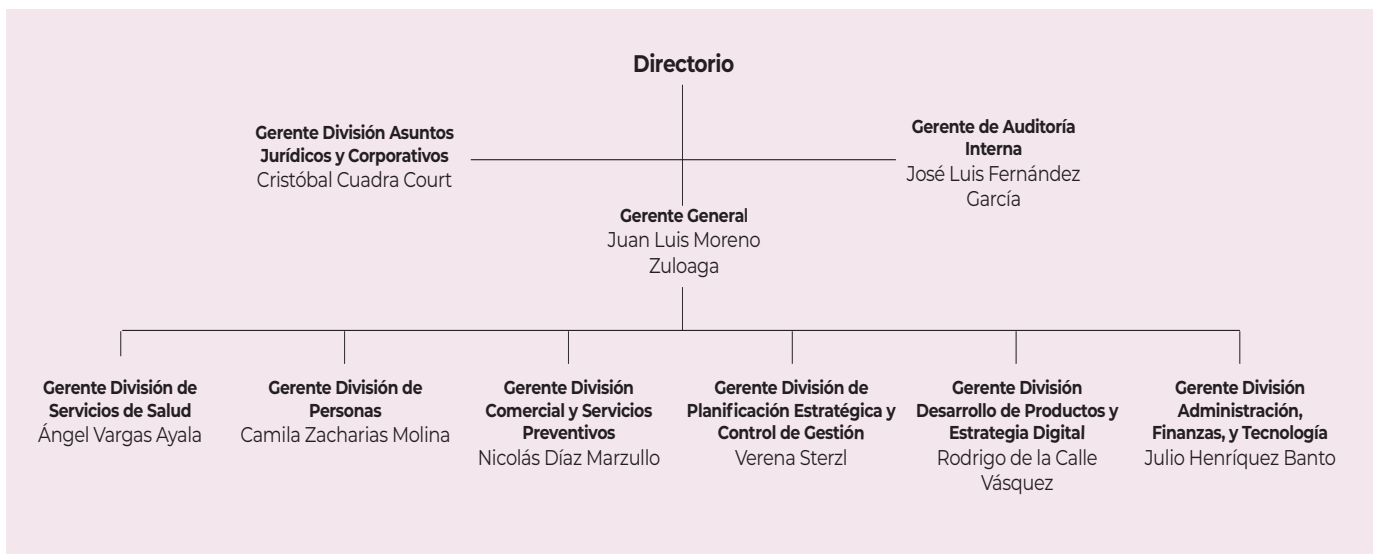 Directorio
Gerente División Asuntos
Jurídicos y Corporativos
Cristóbal Cuadra Court
Gerente de Auditoría
Interna
José Luis Fernández
García
Gerente General
Juan Luis Moreno
Zuloaga
Gerente División de
Servicios de Salud
Ángel Vargas Ayala
Gerente División de
Personas
Camila Zacharias Molina
Gerente División
Comercial y Servicios
Preventivos
Nicolás Díaz Marzullo
Gerente División de
Planificación Estratégica y
Control de Gestión
Verena Sterzl
Gerente División
Desarrollo de Productos y
Estrategia Digital
Rodrigo de la Calle
Vásquez
Gerente División
Administración,
Finanzas, y Tecnología
Julio Henríquez Banto